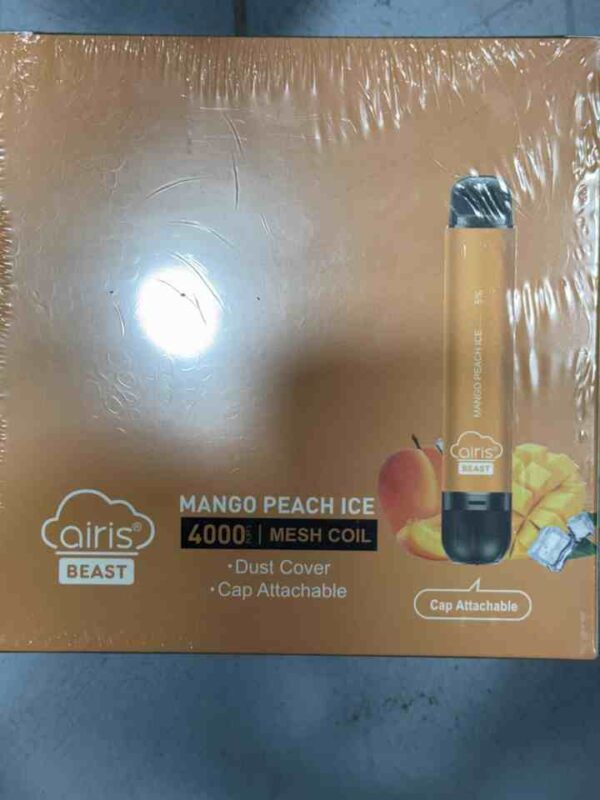 MANGO PEACH ICE 5%
airis®
BEAST
airis®
BEAST
MANGO PEACH ICE
4000 | MESH COIL
•Dust Cover
•Cap Attachable
Cap Attachable